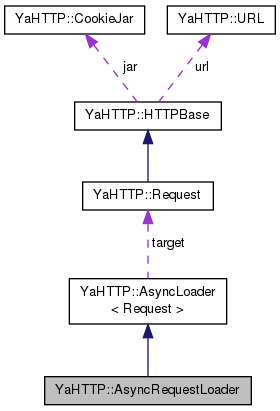 YaHTTP::CookieJar
YaHTTP::URL
jar
url
YaHTTP::HTTPBase
YaHTTP::Request
target
YaHTTP::AsyncLoader
< Request >
YaHTTP::AsyncRequestLoader